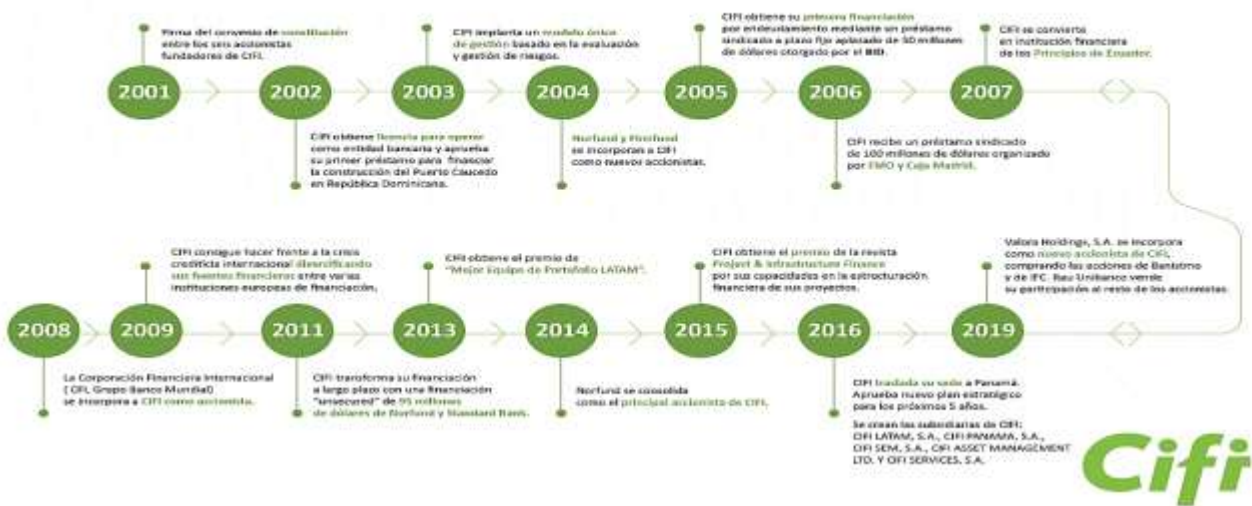 2001
Firma del convenio de constitución
entre los seis accionistas
fundadores de CIFI.
2002
CIFI obtiene licencia para operar
como entidad bancaria y aprueba
su primer préstamo para financiar
la construcción del Puerto Caucedo
en República Dominicana.
2003
CIFI implanta un modelo único
de gestión basado en la evaluación
y gestión de riesgos.
2004
Norfund y Finnfund
se incorporan a CIFI
como nuevos accionistas.
2005
CIFI obtiene su primera financiación
por endeudamiento mediante un préstamo
sindicado a plazo fijo aplazado de 50 millones
de dólares otorgado por el BID.
2006
CIFI recibe un préstamo sindicado
de 100 millones de dólares organizado
por FMO y Caja Madrid.
2007
CIFI se convierte
en institución financiera
de los Principios de Ecuador.
2008
La Corporación Financiera Internacional
( CFI, Grupo Banco Mundial)
se incorpora a CIFI como accionista.
2009
CIFI consigue hacer frente a la crisis
crediticia internacional diversificando
sus fuentes financieras entre varias
instituciones europeas de financiación.
2011
CIFI transforma su financiación
a largo plazo con una financiación
"unsecured" de 95 millones
de dólares de Norfund y Standard Bank.
2013
CIFI obtiene el premio de
"Mejor Equipo de Portafolio LATAM".
2014
Norfund se consolida
como el principal accionista de CIFI.
2015
CIFI obtiene el premio de la revista
Project & Infrastructure Finance
por sus capacidades en la estructuración
financiera de sus proyectos.
2016
CIFI traslada su sede a Panamá.
Aprueba nuevo plan estratégico
para los próximos 5 años.
Se crean las subsidiarias de CIFI:
CIFI LATAM, S.A., CIFI PANAMA, S.A.,
CIFI SEM, S.A., CIFI ASSET MANAGEMENT
LTD. Y CIFI SERVICES, S.A.
2019
Valora Holdings, S.A. se incorpora
como nuevo accionista de CIFI,
comprando las acciones de Banistmo
y de IFC. Itau Unibanco
su participación al resto de los accionistas.
Cifi